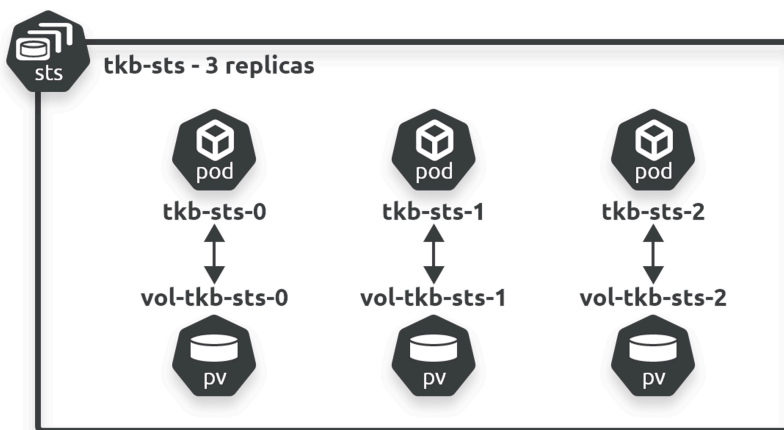 sts
tkb-sts - 3 replicas
pod pod pod
tkb-sts-0 tkb-sts-1 tkb-sts-2
vol-tkb-sts-0 vol-tkb-sts-1 vol-tkb-sts-2
pv pv pv